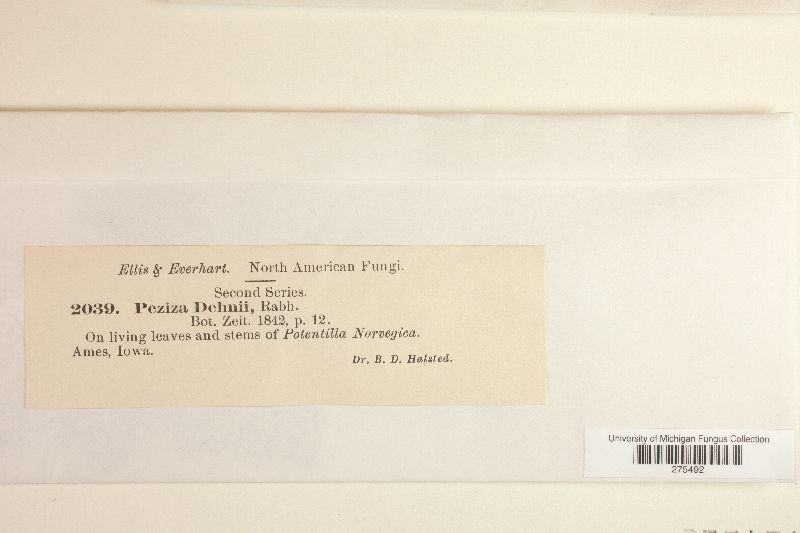 Ellis & Everhart. North American Fungi.
Second Series.
2039. Peziza Dehnii, Rabh.
Bot. Zeit. 1842, p. 12.
On living leaves and stems of Potentilla Norvegica.
Ames, Iowa.
Dr. B. D. Halsted.
University of Michigan Fungus Collection
275492